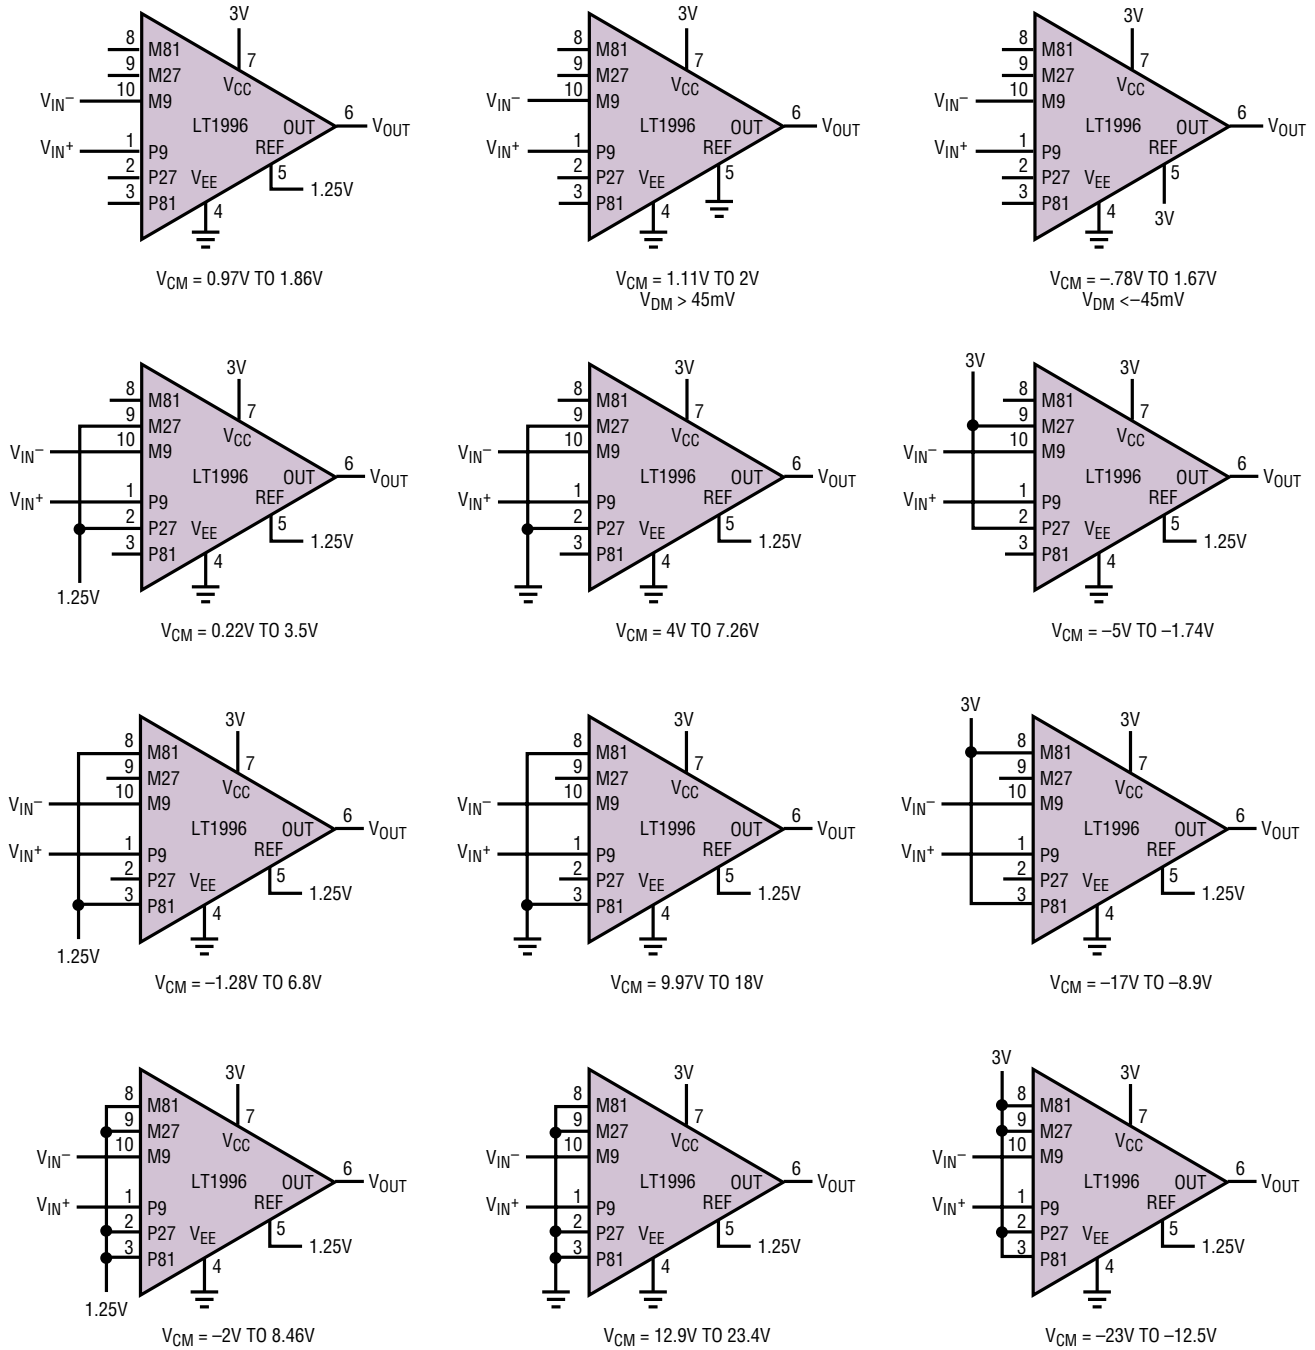 3V
8 M81
7
9 M27
VCC
VIN– 10 M9
LT1996 OUT 6 VOUT
VIN+ 1 P9
REF
2 P27 VEE 5 1.25V
3 P81 4
VCM = 0.97V TO 1.86V
3V
8 M81
7
9 M27
VCC
VIN– 10 M9
LT1996 OUT 6 VOUT
VIN+ 1 P9
REF
2 P27 VEE 5
3 P81 4
VCM = 1.11V TO 2V
VDM > 45mV
3V
8 M81
7
9 M27
VCC
VIN– 10 M9
LT1996 OUT 6 VOUT
VIN+ 1 P9
REF
2 P27 VEE 5
3 P81 4 3V
VCM = –.78V TO 1.67V
VDM <–45mV
3V
8 M81
7
9 M27
VCC
VIN– 10 M9
LT1996 OUT 6 VOUT
VIN+ 1 P9
REF
2 P27 VEE 5
3 P81 1.25V
4
1.25V
VCM = 0.22V TO 3.5V
3V
8 M81
7
9 M27
VCC
VIN– 10 M9
LT1996 OUT 6 VOUT
VIN+ 1 P9
REF
2 P27 VEE 5
3 P81 1.25V
4
VCM = 4V TO 7.26V
3V 3V
8 M81
7
9 M27
VCC
VIN– 10 M9
LT1996 OUT 6 VOUT
VIN+ 1 P9
REF
2 P27 VEE 5
3 P81 1.25V
4
VCM = –5V TO –1.74V
3V
8 M81
7
9 M27
VCC
VIN– 10 M9
LT1996 OUT 6 VOUT
VIN+ 1 P9
REF
2 P27 VEE 5
3 P81 1.25V
4
1.25V
VCM = –1.28V TO 6.8V
3V
8 M81
7
9 M27
VCC
VIN– 10 M9
LT1996 OUT 6 VOUT
VIN+ 1 P9
REF
2 P27 VEE 5
3 P81 1.25V
4
VCM = 9.97V TO 18V
3V 3V
8 M81
7
9 M27
VCC
VIN– 10 M9
LT1996 OUT 6 VOUT
VIN+ 1 P9
REF
2 P27 VEE 5
3 P81 1.25V
4
VCM = –17V TO –8.9V
3V
8 M81
7
9 M27
VCC
VIN– 10 M9
LT1996 OUT 6 VOUT
VIN+ 1 P9
REF
2 P27 VEE 5
3 P81 1.25V
4
1.25V
VCM = –2V TO 8.46V
3V
8 M81
7
9 M27
VCC
VIN– 10 M9
LT1996 OUT 6 VOUT
VIN+ 1 P9
REF
2 P27 VEE 5
3 P81 1.25V
4
VCM = 12.9V TO 23.4V
3V 3V
8 M81
7
9 M27
VCC
VIN– 10 M9
LT1996 OUT 6 VOUT
VIN+ 1 P9
REF
2 P27 VEE 5
3 P81 1.25V
4
VCM = –23V TO –12.5V